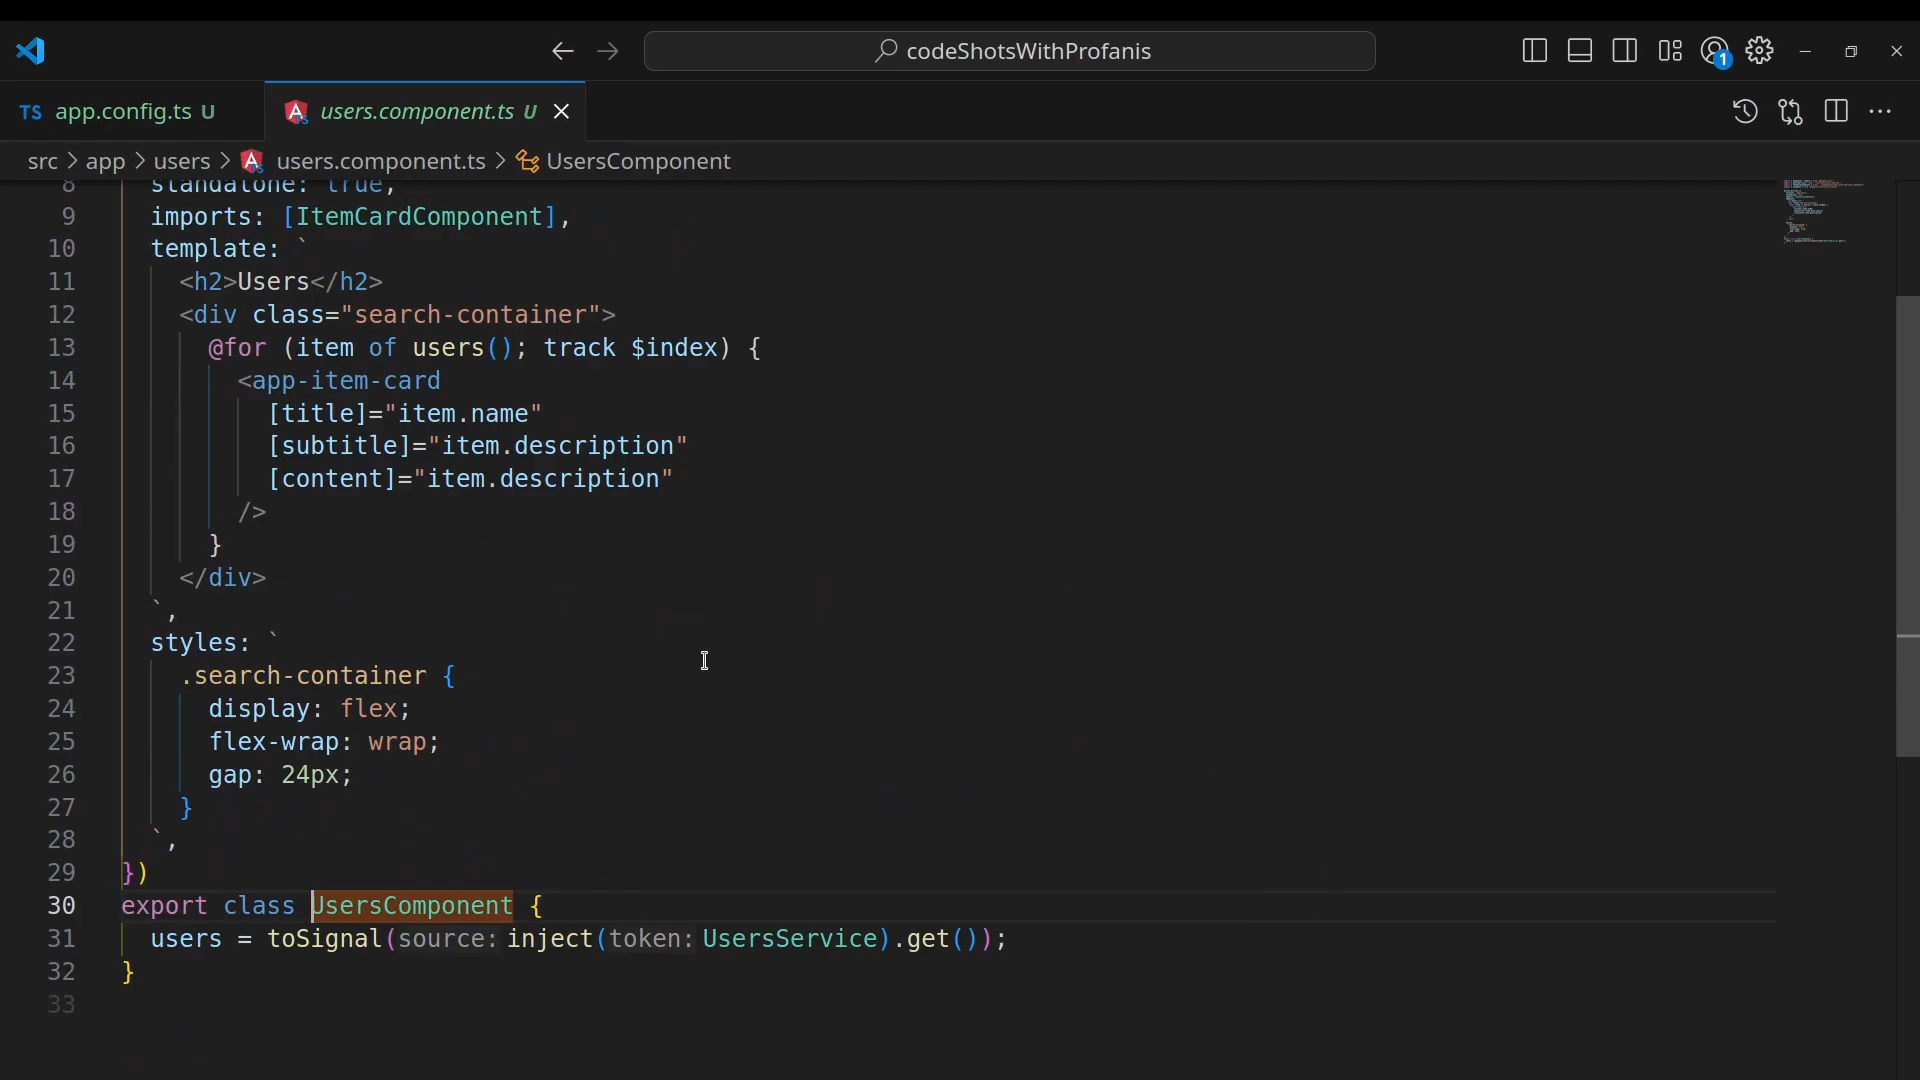 codeShotsWithProfanis
1
TS app.config.ts U
users.component.ts U
src > app > users > users.component.ts > UsersComponent
8 standalone: true,
9 imports: [ItemCardComponent],
10 template: `
11 <h2>Users</h2>
12 <div class="search-container">
13 @for (item of users(); track $index) {
14 <app-item-card
15 [title]="item.name"
16 [subtitle]="item.description"
17 [content]="item.description"
18 />
19 }
20 </div>
21 `,
22 styles: `
23 .search-container {
24 display: flex;
25 flex-wrap: wrap;
26 gap: 24px;
27 }
28 `,
29 })
30 export class UsersComponent {
31 users = toSignal(source: inject(token: UsersService).get());
32 }
33